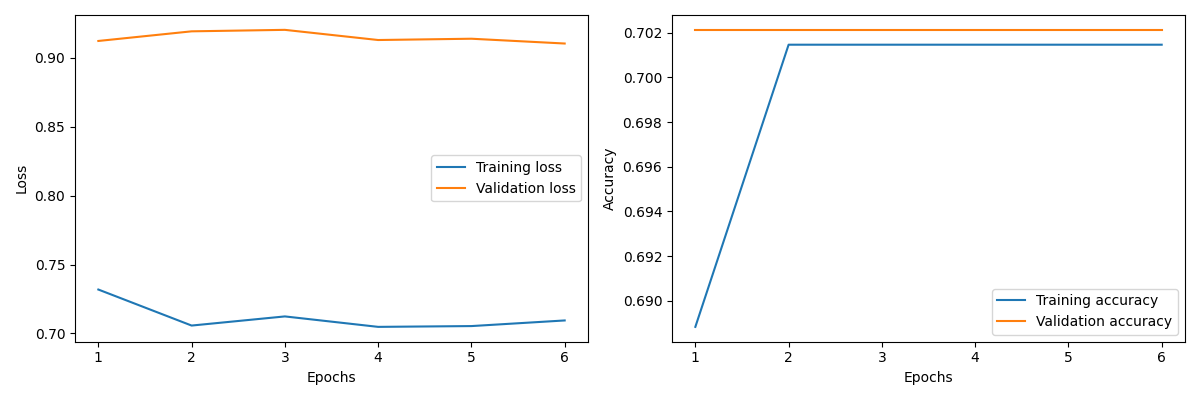 0.90
0.85
0.80
0.75
0.70
Loss
1 2 3 4 5 6
Epochs
Training loss
Validation loss
0.702
0.700
0.698
0.696
0.694
0.692
0.690
Accuracy
1 2 3 4 5 6
Epochs
Training accuracy
Validation accuracy